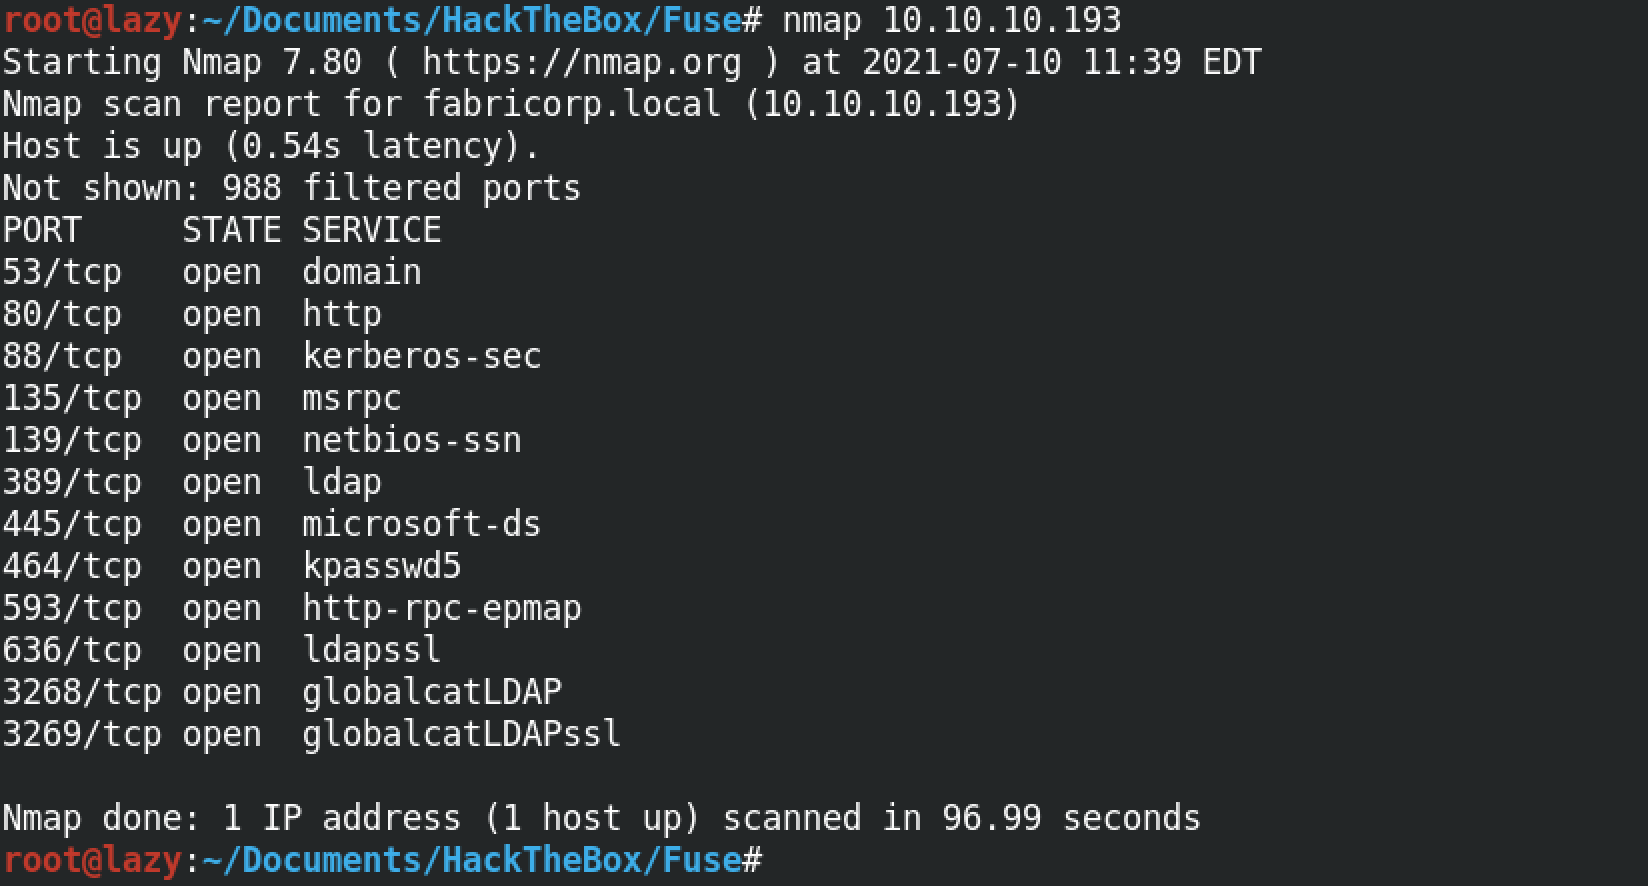 root@lazy:~/Documents/HackTheBox/Fuse# nmap 10.10.10.193
Starting Nmap 7.80 ( https://nmap.org ) at 2021-07-10 11:39 EDT
Nmap scan report for fabricorp.local (10.10.10.193)
Host is up (0.54s latency).
Not shown: 988 filtered ports
PORT     STATE SERVICE
53/tcp   open  domain
80/tcp   open  http
88/tcp   open  kerberos-sec
135/tcp  open  msrpc
139/tcp  open  netbios-ssn
389/tcp  open  ldap
445/tcp  open  microsoft-ds
464/tcp  open  kpasswd5
593/tcp  open  http-rpc-epmap
636/tcp  open  ldapssl
3268/tcp open  globalcatLDAP
3269/tcp open  globalcatLDAPssl
Nmap done: 1 IP address (1 host up) scanned in 96.99 seconds
root@lazy:~/Documents/HackTheBox/Fuse#